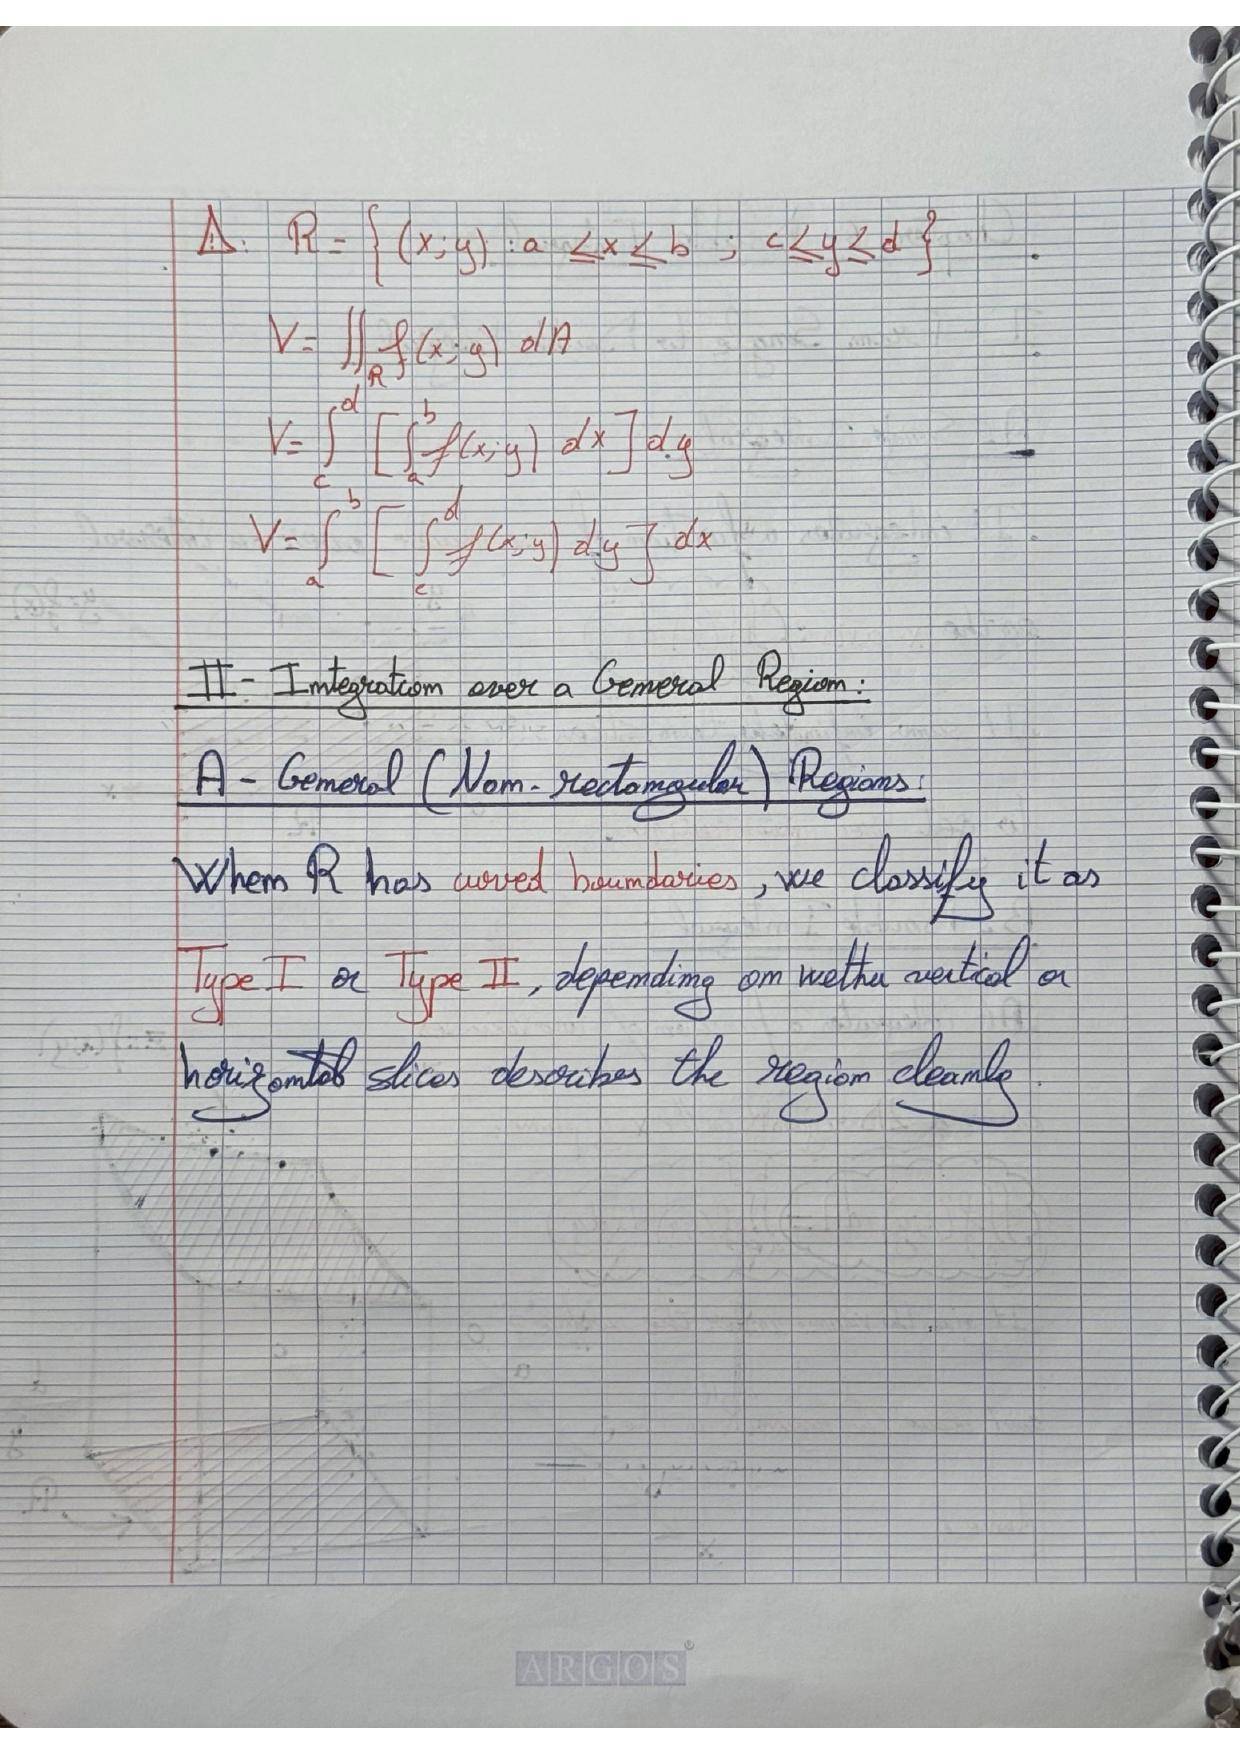 ⚠: R = { (x; y) : a ≤ x ≤ b ; c ≤ y ≤ d }
V = ∬_R f(x; y) dA
V = ∫_c^d [ ∫_a^b f(x; y) dx ] dy
V = ∫_a^b [ ∫_c^d f(x; y) dy ] dx
II - Integration over a General Region:
A - General (Non-rectangular) Regions:
When R has curved boundaries, we classify it as
Type I or Type II, depending on wether vertical or
horizontal slices describes the region cleanly.
ARGOS®